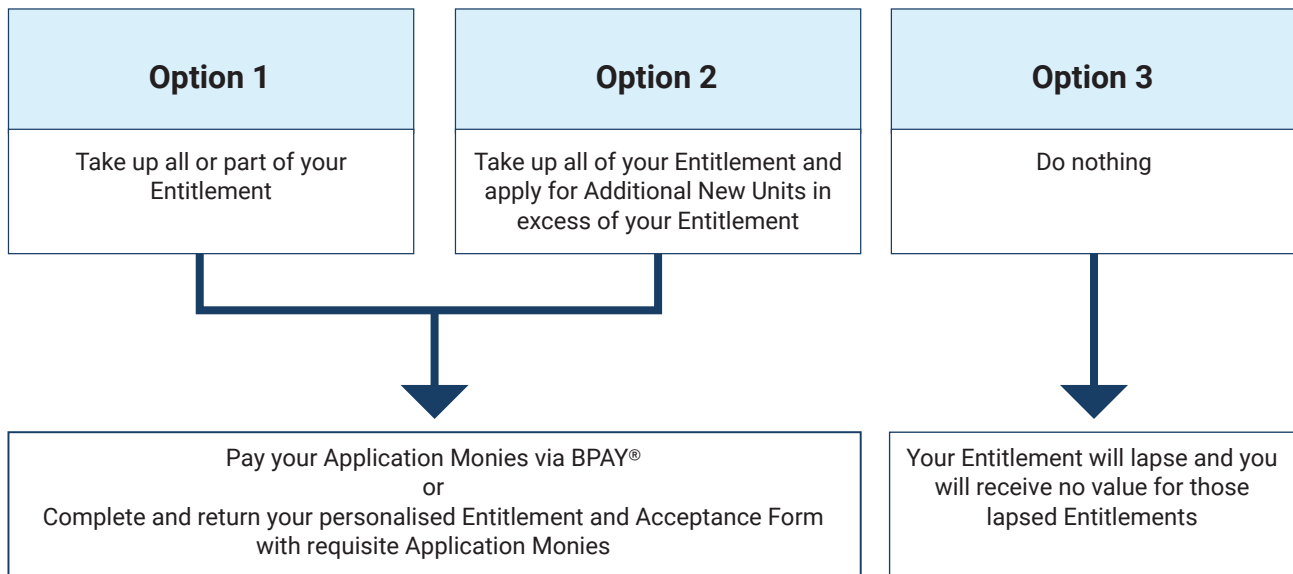 Option 1
Take up all or part of your
Entitlement
Option 2
Take up all of your Entitlement and
apply for Additional New Units in
excess of your Entitlement
Option 3
Do nothing
Pay your Application Monies via BPAY®
or
Complete and return your personalised Entitlement and Acceptance Form
with requisite Application Monies
Your Entitlement will lapse and you
will receive no value for those
lapsed Entitlements